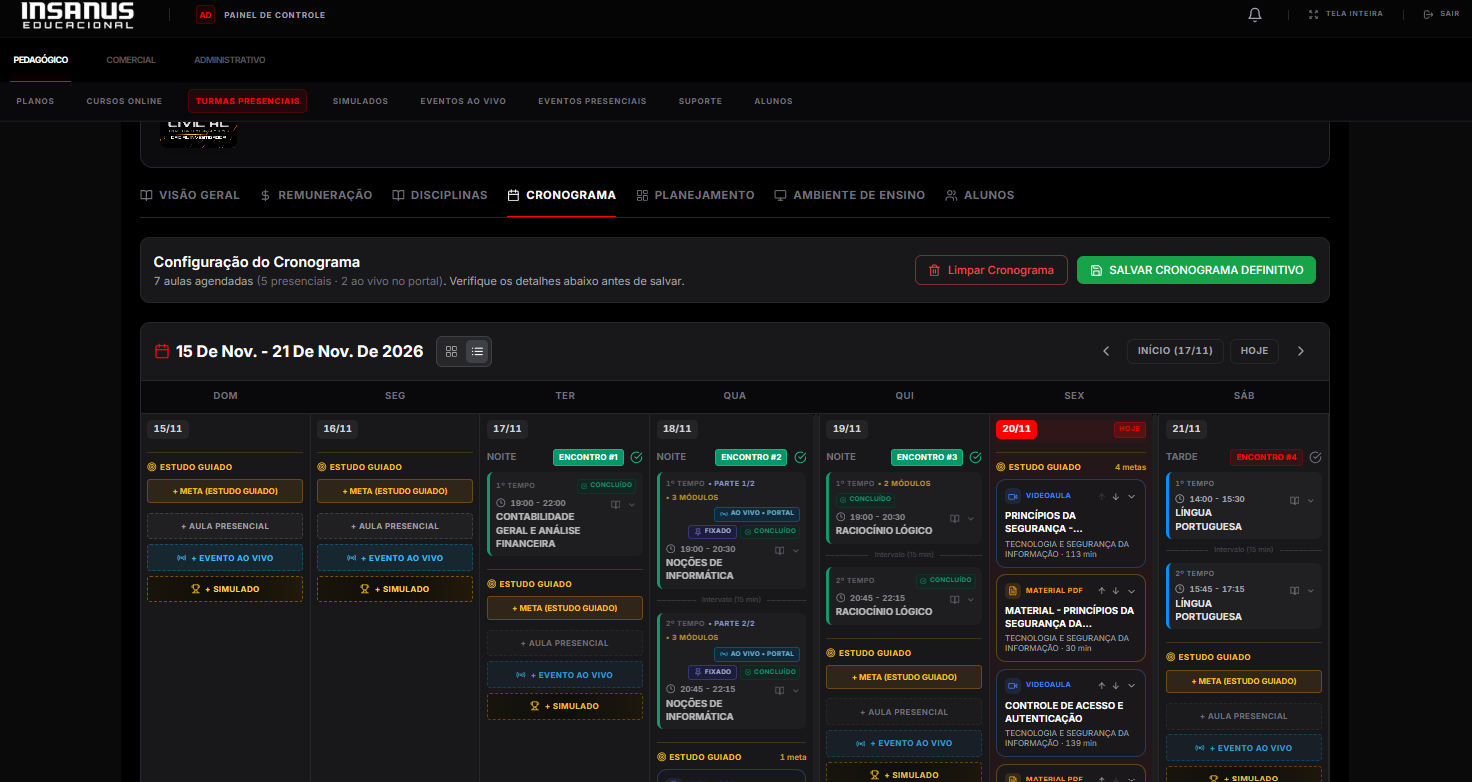 INSANUS
EDUCACIONAL
AD PAINEL DE CONTROLE
TELA INTEIRA
SAIR
PEDAGÓGICO COMERCIAL ADMINISTRATIVO
PLANOS CURSOS ONLINE TURMAS PRESENCIAIS SIMULADOS EVENTOS AO VIVO EVENTOS PRESENCIAIS SUPORTE ALUNOS
CIVIL AL
VISÃO GERAL REMUNERAÇÃO DISCIPLINAS CRONOGRAMA PLANEJAMENTO AMBIENTE DE ENSINO ALUNOS
Configuração do Cronograma
7 aulas agendadas (5 presenciais · 2 ao vivo no portal). Verifique os detalhes abaixo antes de salvar.
Limpar Cronograma
SALVAR CRONOGRAMA DEFINITIVO
15 De Nov. - 21 De Nov. De 2026
INÍCIO (17/11) HOJE
DOM SEG TER QUA QUI SEX SÁB
15/11
ESTUDO GUIADO
+ META (ESTUDO GUIADO)
+ AULA PRESENCIAL
+ EVENTO AO VIVO
+ SIMULADO
16/11
ESTUDO GUIADO
+ META (ESTUDO GUIADO)
+ AULA PRESENCIAL
+ EVENTO AO VIVO
+ SIMULADO
17/11
NOITE ENCONTRO #1
1º TEMPO CONCLUÍDO
19:00 - 22:00
CONTABILIDADE
GERAL E ANÁLISE
FINANCEIRA
ESTUDO GUIADO
+ META (ESTUDO GUIADO)
+ AULA PRESENCIAL
+ EVENTO AO VIVO
+ SIMULADO
18/11
NOITE ENCONTRO #2
1º TEMPO • PARTE 1/2
• 3 MÓDULOS
AO VIVO • PORTAL
FIXADO CONCLUÍDO
19:00 - 20:30
NOÇÕES DE
INFORMÁTICA
Intervalo (15 min)
2º TEMPO • PARTE 2/2
• 3 MÓDULOS
AO VIVO • PORTAL
FIXADO CONCLUÍDO
20:45 - 22:15
NOÇÕES DE
INFORMÁTICA
ESTUDO GUIADO 1 meta
19/11
NOITE ENCONTRO #3
1º TEMPO • 2 MÓDULOS
CONCLUÍDO
19:00 - 20:30
RACIOCÍNIO LÓGICO
Intervalo (15 min)
2º TEMPO CONCLUÍDO
20:45 - 22:15
RACIOCÍNIO LÓGICO
ESTUDO GUIADO
+ META (ESTUDO GUIADO)
+ AULA PRESENCIAL
+ EVENTO AO VIVO
+ SIMULADO
20/11 HOJE
ESTUDO GUIADO 4 metas
VIDEOAULA
PRINCÍPIOS DA
SEGURANÇA -...
TECNOLOGIA E SEGURANÇA DA
INFORMAÇÃO · 113 min
MATERIAL PDF
MATERIAL - PRINCÍPIOS DA
SEGURANÇA DA...
TECNOLOGIA E SEGURANÇA DA
INFORMAÇÃO · 30 min
VIDEOAULA
CONTROLE DE ACESSO E
AUTENTICAÇÃO
TECNOLOGIA E SEGURANÇA DA
INFORMAÇÃO · 139 min
MATERIAL PDF
21/11
TARDE ENCONTRO #4
1º TEMPO
14:00 - 15:30
LÍNGUA
PORTUGUESA
Intervalo (15 min)
2º TEMPO
15:45 - 17:15
LÍNGUA
PORTUGUESA
ESTUDO GUIADO
+ META (ESTUDO GUIADO)
+ AULA PRESENCIAL
+ EVENTO AO VIVO
+ SIMULADO